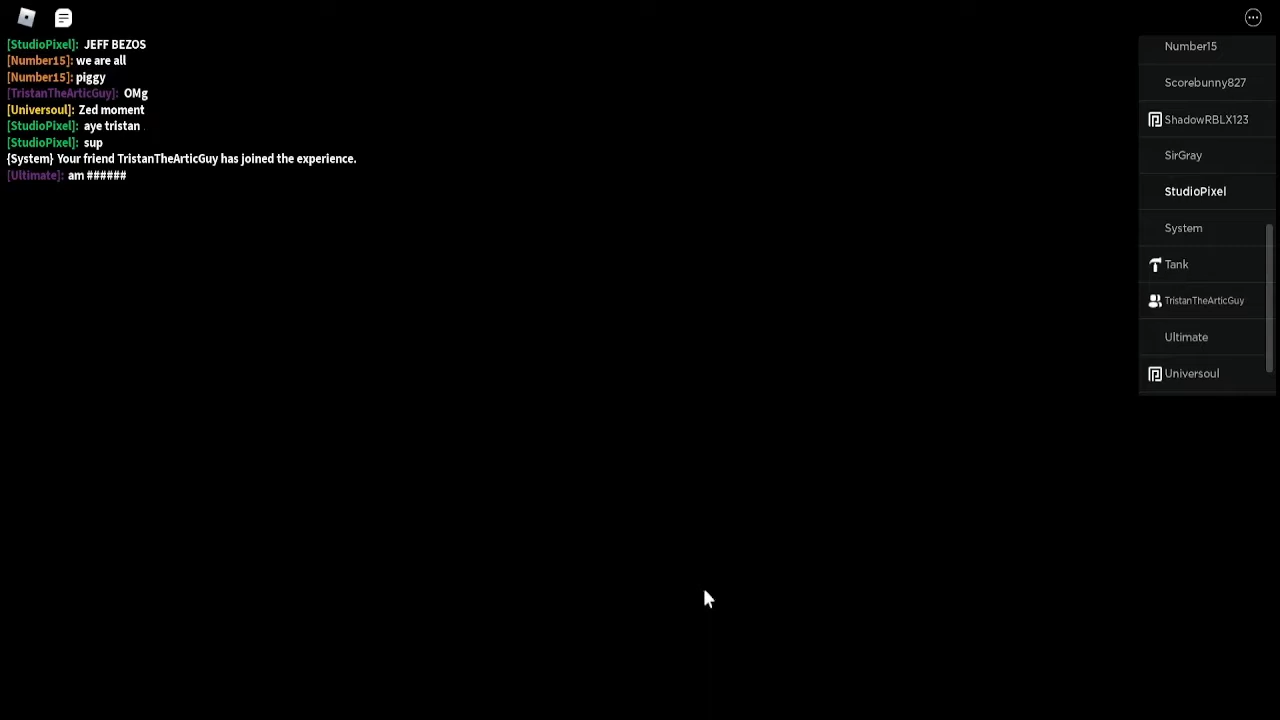 [StudioPixel]: JEFF BEZOS
[Number15]: we are all
[Number15]: piggy
[TristanTheArticGuy]: OMg
[Universoul]: Zed moment
[StudioPixel]: aye tristan
[StudioPixel]: sup
{System} Your friend TristanTheArticGuy has joined the experience.
[Ultimate]: am ######
Number15
Scorebunny827
ShadowRBLX123
SirGray
StudioPixel
System
Tank
TristanTheArticGuy
Ultimate
Universoul